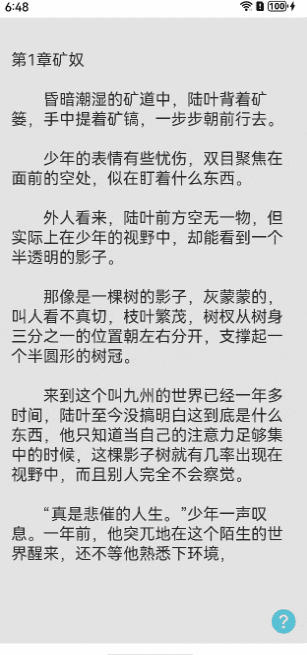 6:48
100
第1章矿奴
昏暗潮湿的矿道中，陆叶背着矿
篓，手中提着矿镐，一步步朝前行去。
少年的表情有些忧伤，双目聚焦在
面前的空处，似在盯着什么东西。
外人看来，陆叶前方空无一物，但
实际上在少年的视野中，却能看到一个
半透明的影子。
那像是一棵树的影子，灰蒙蒙的，
叫人看不真切，枝叶繁茂，树杈从树身
三分之一的位置朝左右分开，支撑起一
个半圆形的树冠。
来到这个叫九州的世界已经一年多
时间，陆叶至今没搞明白这到底是什么
东西，他只知道当自己的注意力足够集
中的时候，这棵影子树就有几率出现在
视野中，而且别人完全不会察觉。
“真是悲催的人生。”少年一声叹
息。一年前，他突兀地在这个陌生的世
界醒来，还不等他熟悉下环境，
?